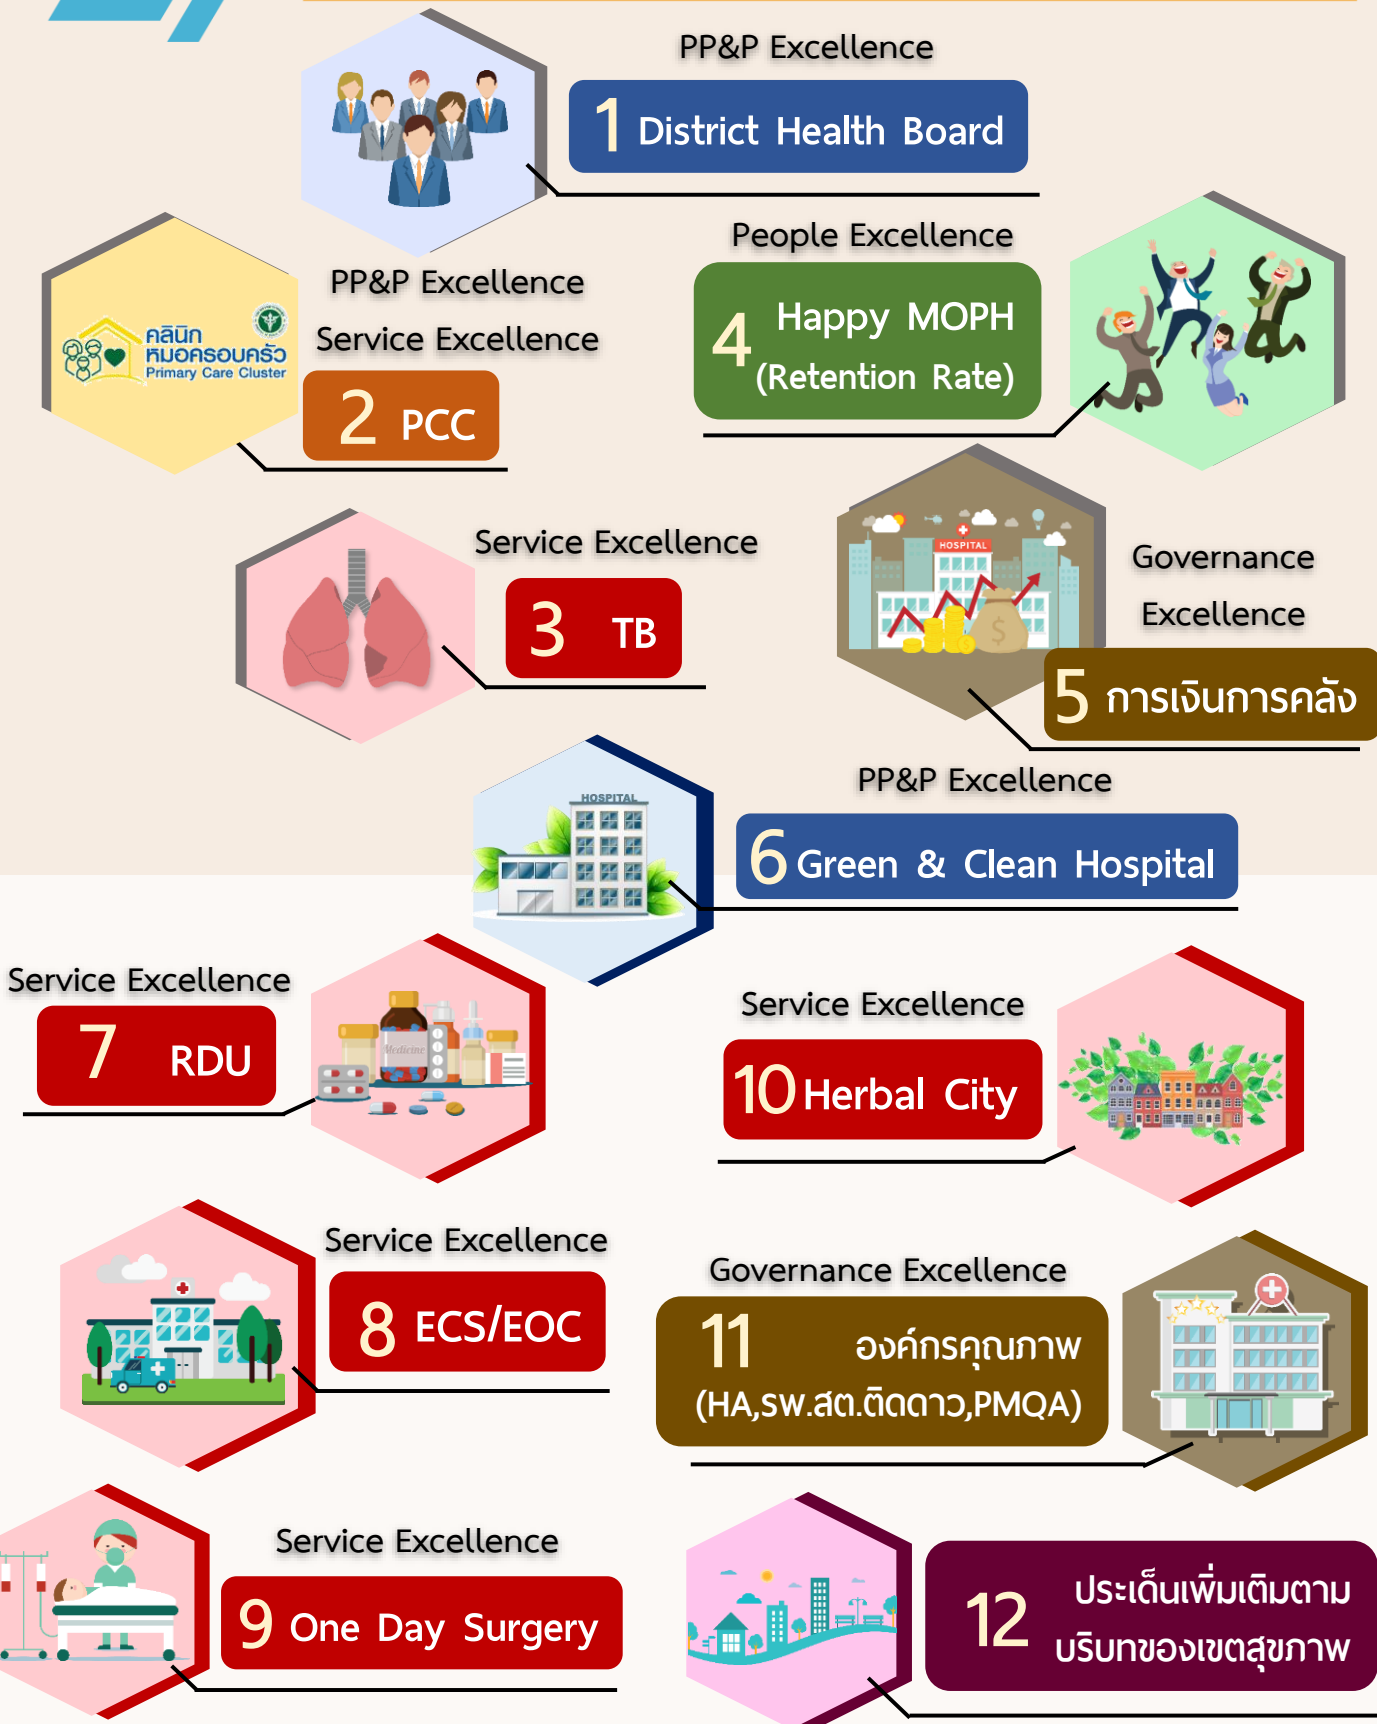 PP&P Excellence
1 District Health Board
PP&P Excellence
Service Excellence
2 PCC
คลินิก
หมอครอบครัว
Primary Care Cluster
People Excellence
4 Happy MOPH
(Retention Rate)
Service Excellence
3 TB
HOSPITAL
Governance
Excellence
5 การเงินการคลัง
PP&P Excellence
HOSPITAL
6 Green & Clean Hospital
Service Excellence
7 RDU
Medicine
Service Excellence
10 Herbal City
Service Excellence
8 ECS/EOC
Governance Excellence
11 องค์กรคุณภาพ
(HA,รพ.สต.ติดดาว,PMQA)
Service Excellence
9 One Day Surgery
12 ประเด็นเพิ่มเติมตาม
บริบทของเขตสุขภาพ